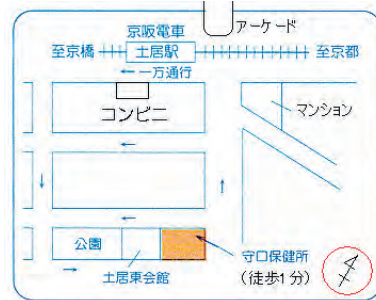 京阪電車
アーケード
至京橋
土居駅
至京都
←一方通行
コンビニ
マンション
公園
守口保健所
(徒歩1分)
土居東会館